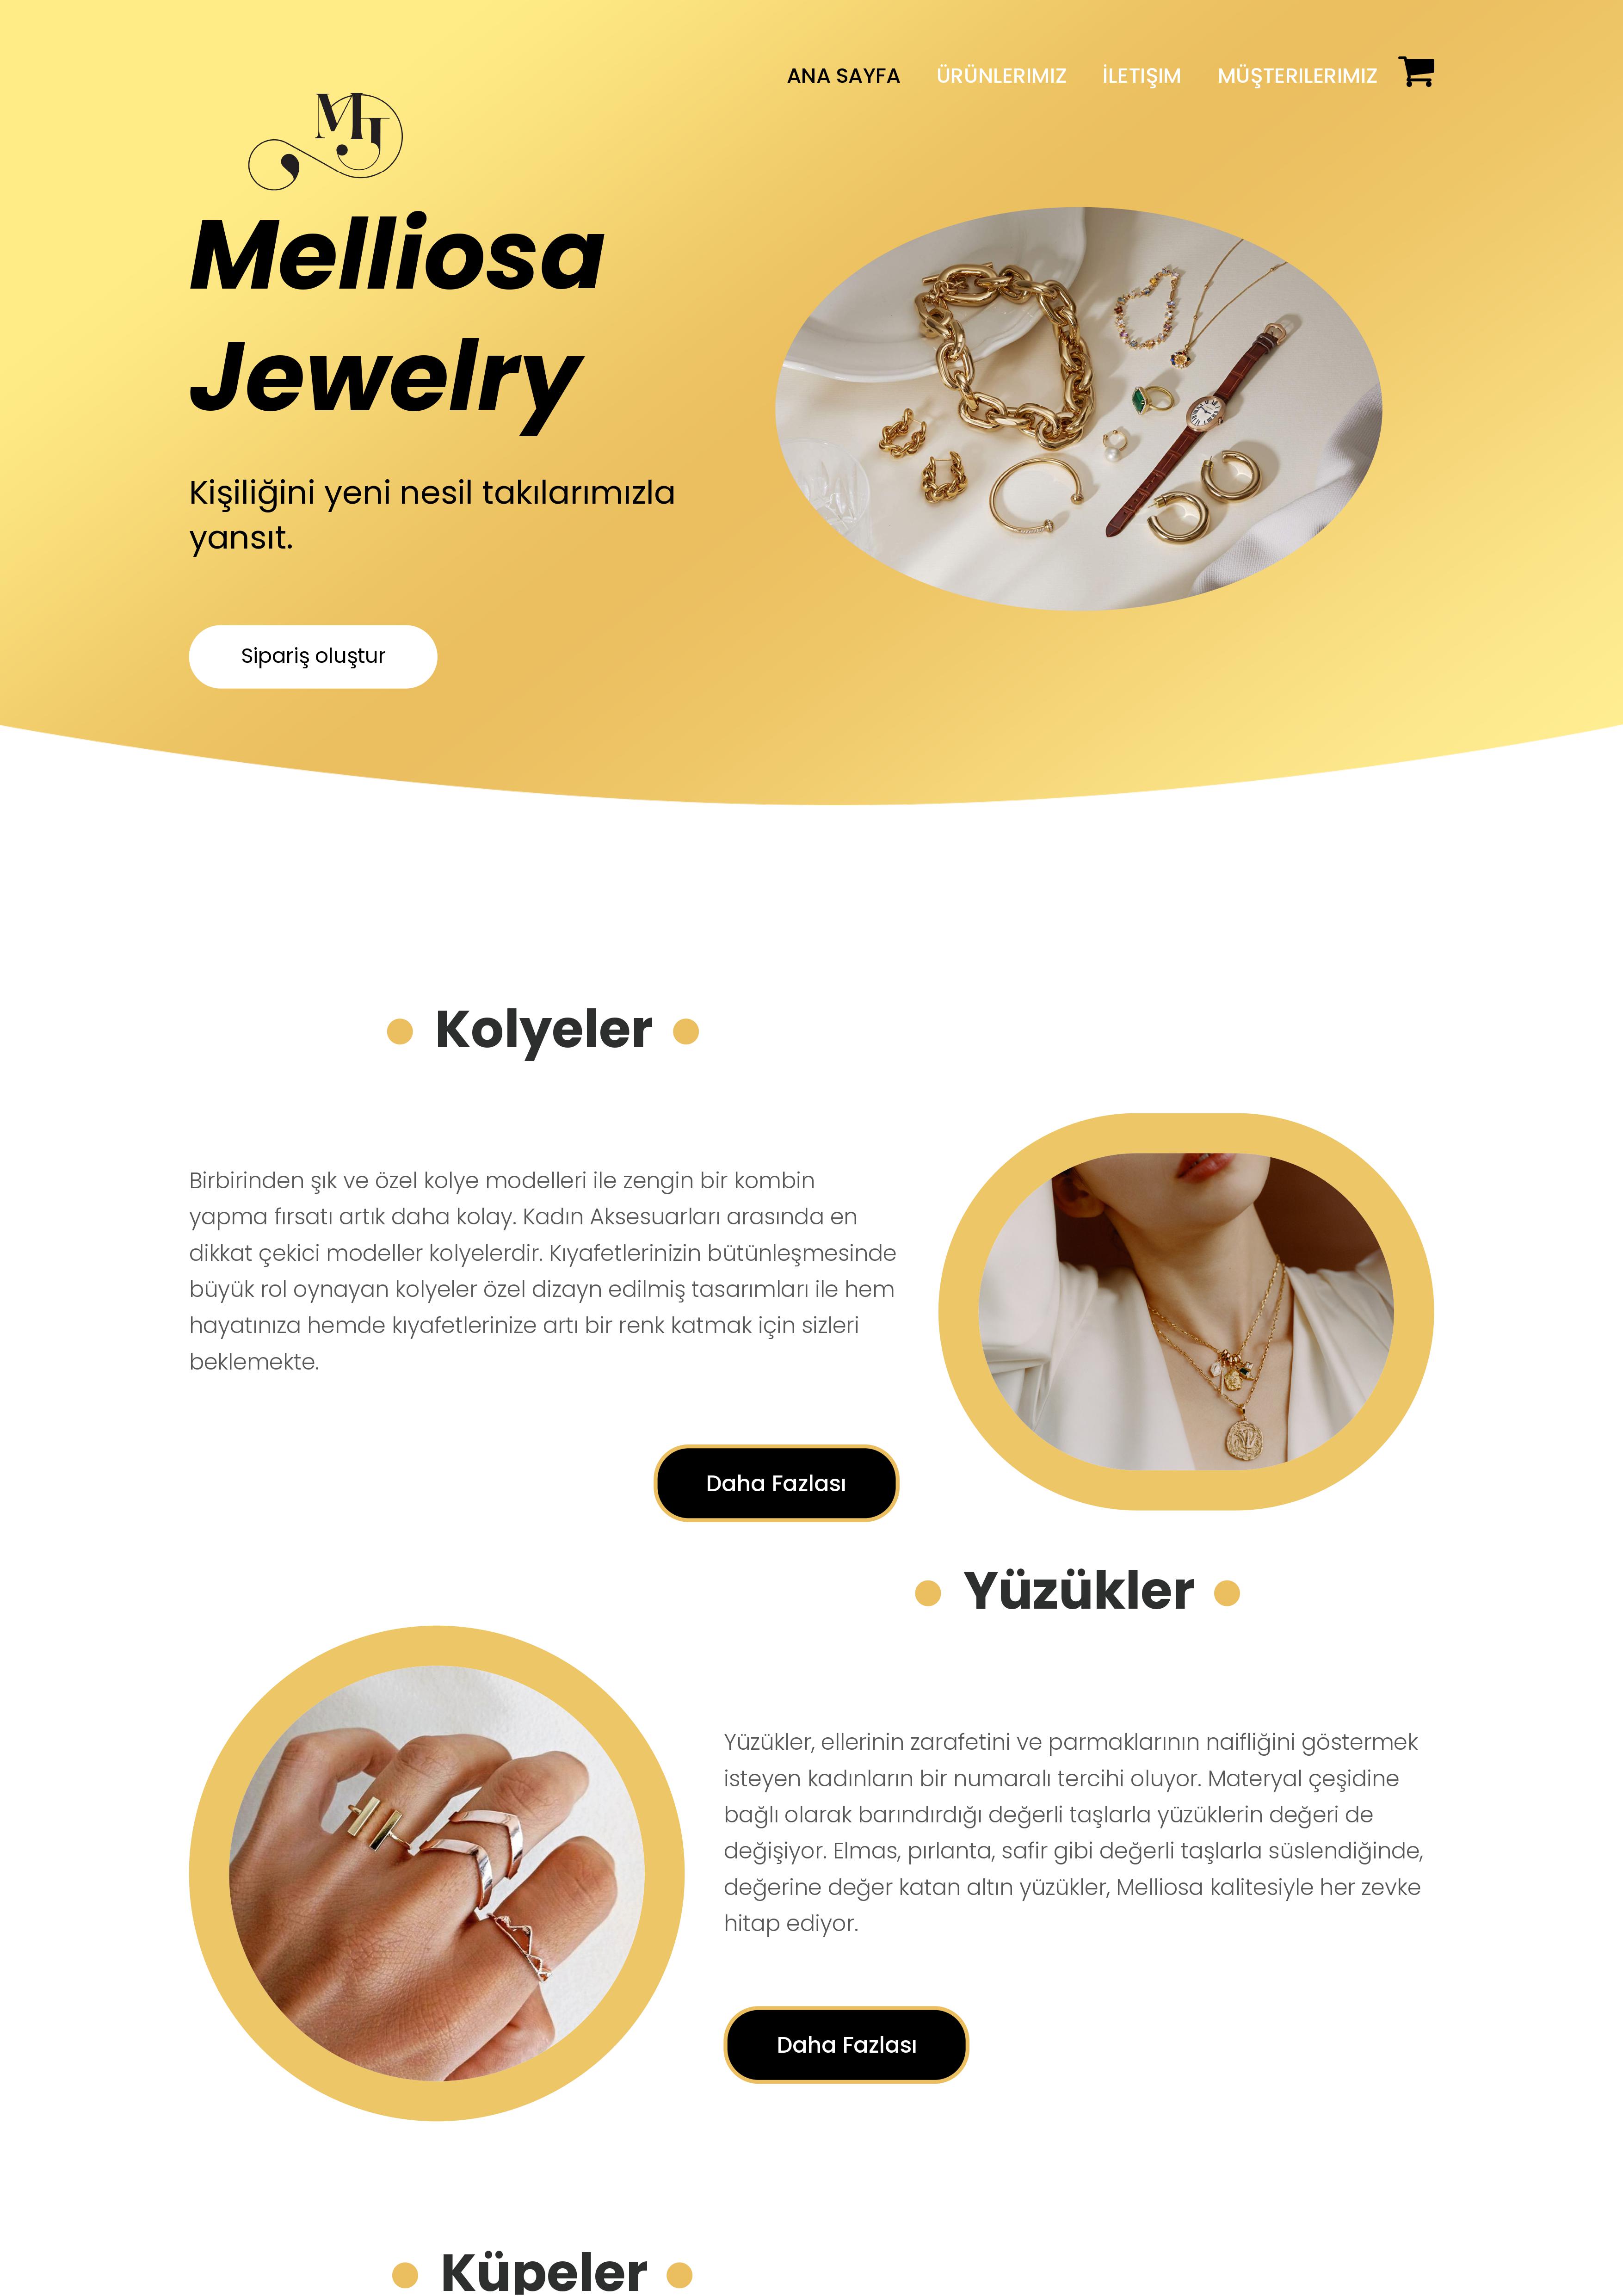 ANA SAYFA ÜRÜNLERIMIZ İLETIŞIM MÜŞTERILERIMIZ
MJ
Melliosa
Jewelry
Kişiliğini yeni nesil takılarımızla
yansıt.
Sipariş oluştur
Kolyeler
Birbirinden şık ve özel kolye modelleri ile zengin bir kombin
yapma fırsatı artık daha kolay. Kadın Aksesuarları arasında en
dikkat çekici modeller kolyelerdir. Kıyafetlerinizin bütünleşmesinde
büyük rol oynayan kolyeler özel dizayn edilmiş tasarımları ile hem
hayatınıza hemde kıyafetlerinize artı bir renk katmak için sizleri
beklemekte.
Daha Fazlası
Yüzükler
Yüzükler, ellerinin zarafetini ve parmaklarının naifliğini göstermek
isteyen kadınların bir numaralı tercihi oluyor. Materyal çeşidine
bağlı olarak barındırdığı değerli taşlarla yüzüklerin değeri de
değişiyor. Elmas, pırlanta, safir gibi değerli taşlarla süslendiğinde,
değerine değer katan altın yüzükler, Melliosa kalitesiyle her zevke
hitap ediyor.
Daha Fazlası
Küpeler